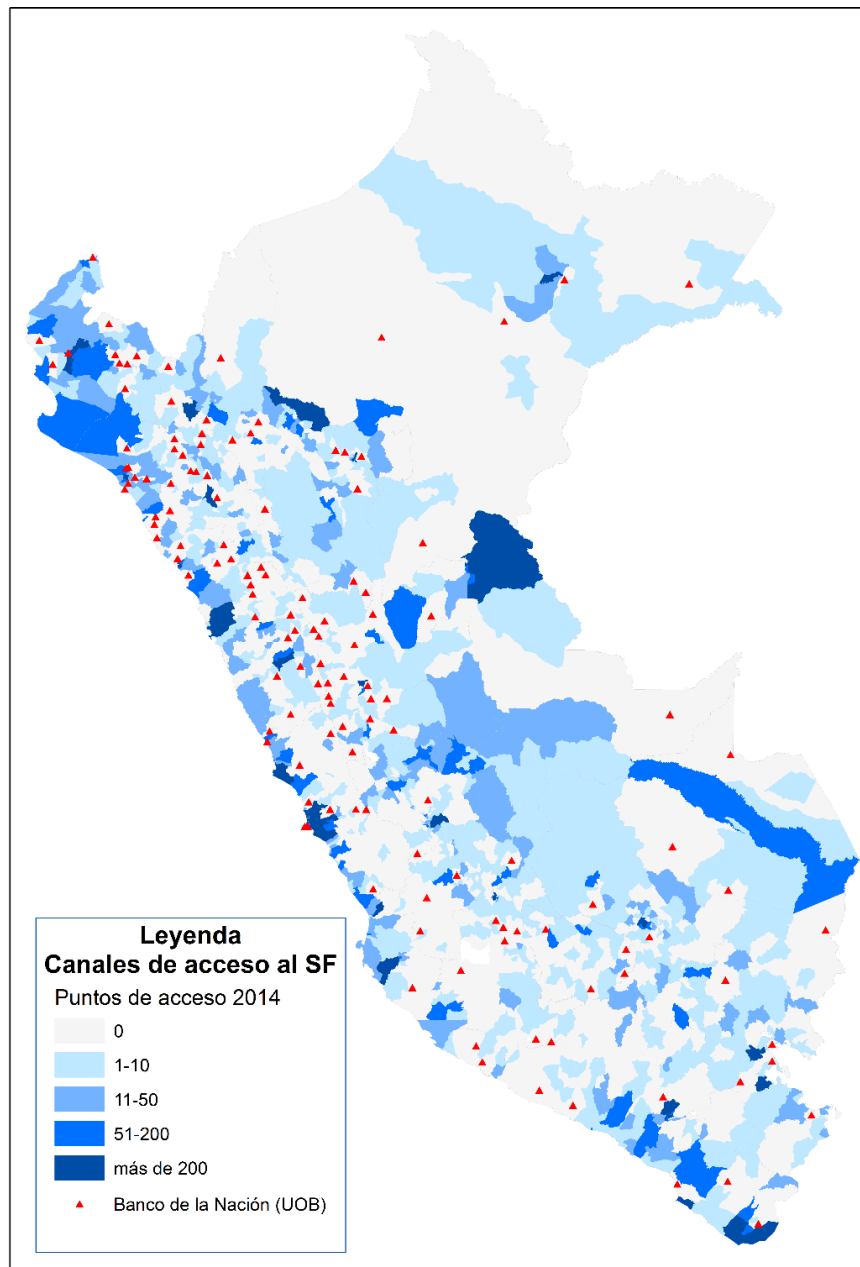 Leyenda
Canales de acceso al SF
Puntos de acceso 2014
0
1-10
11-50
51-200
más de 200
Banco de la Nación (UOB)